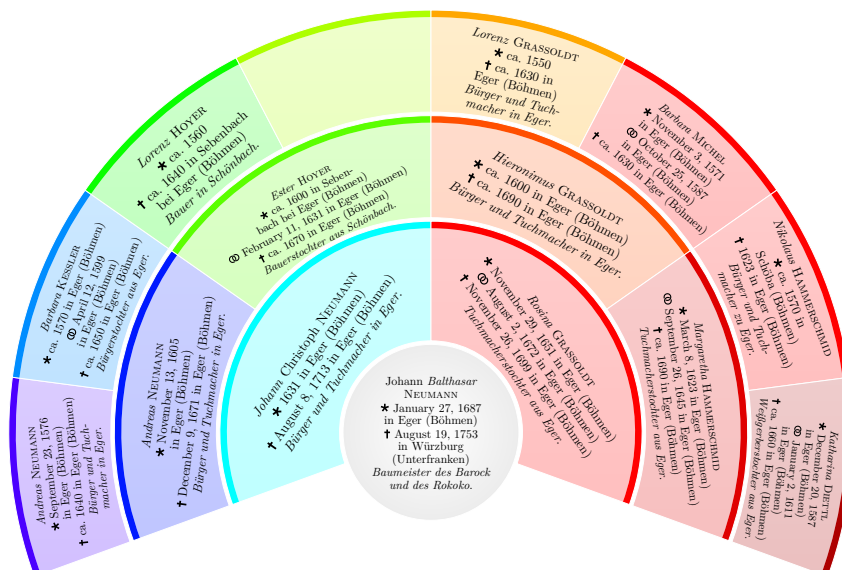 Johann Balthasar
NEUMANN
* January 27, 1687
in Eger (Böhmen)
† August 19, 1753
in Würzburg
(Unterfranken)
Baumeister des Barock
und des Rokoko.
Johann Christoph NEUMANN
* 1631 in Eger (Böhmen)
† August 8, 1713 in Eger (Böhmen)
Bürger und Tuchmacher in Eger.
Rosina GRASSOLDT
* November 29, 1651 in Eger (Böhmen)
⚭ August 2, 1672 in Eger (Böhmen)
† November 26, 1699 in Eger (Böhmen)
Tuchmacherstochter aus Eger.
Andreas NEUMANN
* November 13, 1605
in Eger (Böhmen)
† December 9, 1671 in Eger (Böhmen)
Bürger und Tuchmacher in Eger.
Ester HOYER
* ca. 1600 in Seben-
bach bei Eger (Böhmen)
⚭ February 11, 1631 in Eger (Böhmen)
† ca. 1670 in Eger (Böhmen)
Bauerstochter aus Schönbach.
Hieronimus GRASSOLDT
* ca. 1600 in Eger (Böhmen)
† ca. 1690 in Eger (Böhmen)
Bürger und Tuchmacher in Eger.
Margaretha HAMMERSCHMID
* March 8, 1623 in Eger (Böhmen)
⚭ September 26, 1645 in Eger (Böhmen)
† ca. 1690 in Eger (Böhmen)
Tuchmacherstochter aus Eger.
Andreas NEUMANN
* September 23, 1576
in Eger (Böhmen)
† ca. 1640 in Eger (Böhmen)
Bürger und Tuch-
macher in Eger.
Barbara KESSLER
* ca. 1570 in Eger (Böhmen)
⚭ April 12, 1599
in Eger (Böhmen)
† ca. 1650 in Eger (Böhmen)
Bürgerstochter aus Eger.
Lorenz HOYER
* ca. 1560
† ca. 1640 in Sebenbach
bei Eger (Böhmen)
Bauer in Schönbach.
Lorenz GRASSOLDT
* ca. 1550
† ca. 1630 in
Eger (Böhmen)
Bürger und Tuch-
macher in Eger.
Barbara MICHEL
* November 3, 1571
in Eger (Böhmen)
⚭ October 25, 1587
in Eger (Böhmen)
† ca. 1630 in Eger (Böhmen)
Nikolaus HAMMERSCHMID
* ca. 1570 in
Schöba (Böhmen)
† 1623 in Eger (Böhmen)
Bürger und Tuch-
macher zu Eger.
Katharina DIETTL
* December 20, 1587
in Eger (Böhmen)
⚭ January 2, 1611
in Eger (Böhmen)
† ca. 1660 in Eger (Böhmen)
Weißgerberstochter aus Eger.